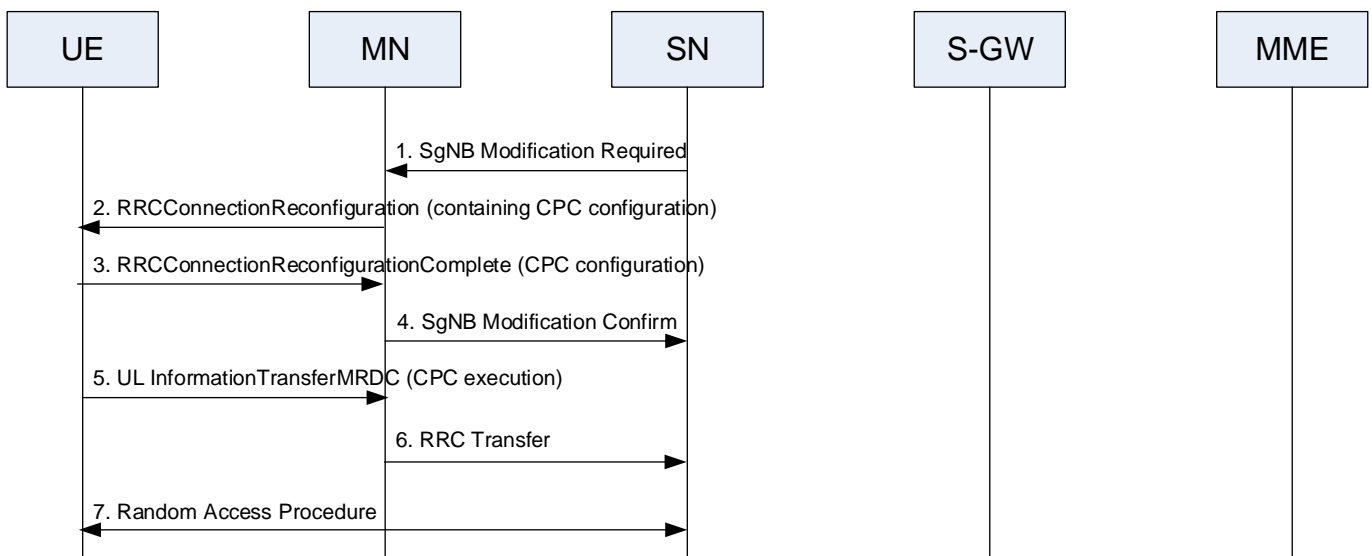 UE
MN
SN
S-GW
MME
1. SgNB Modification Required
2. RRCConnectionReconfiguration (containing CPC configuration)
3. RRCConnectionReconfigurationComplete (CPC configuration)
4. SgNB Modification Confirm
5. UL InformationTransferMRDC (CPC execution)
6. RRC Transfer
7. Random Access Procedure